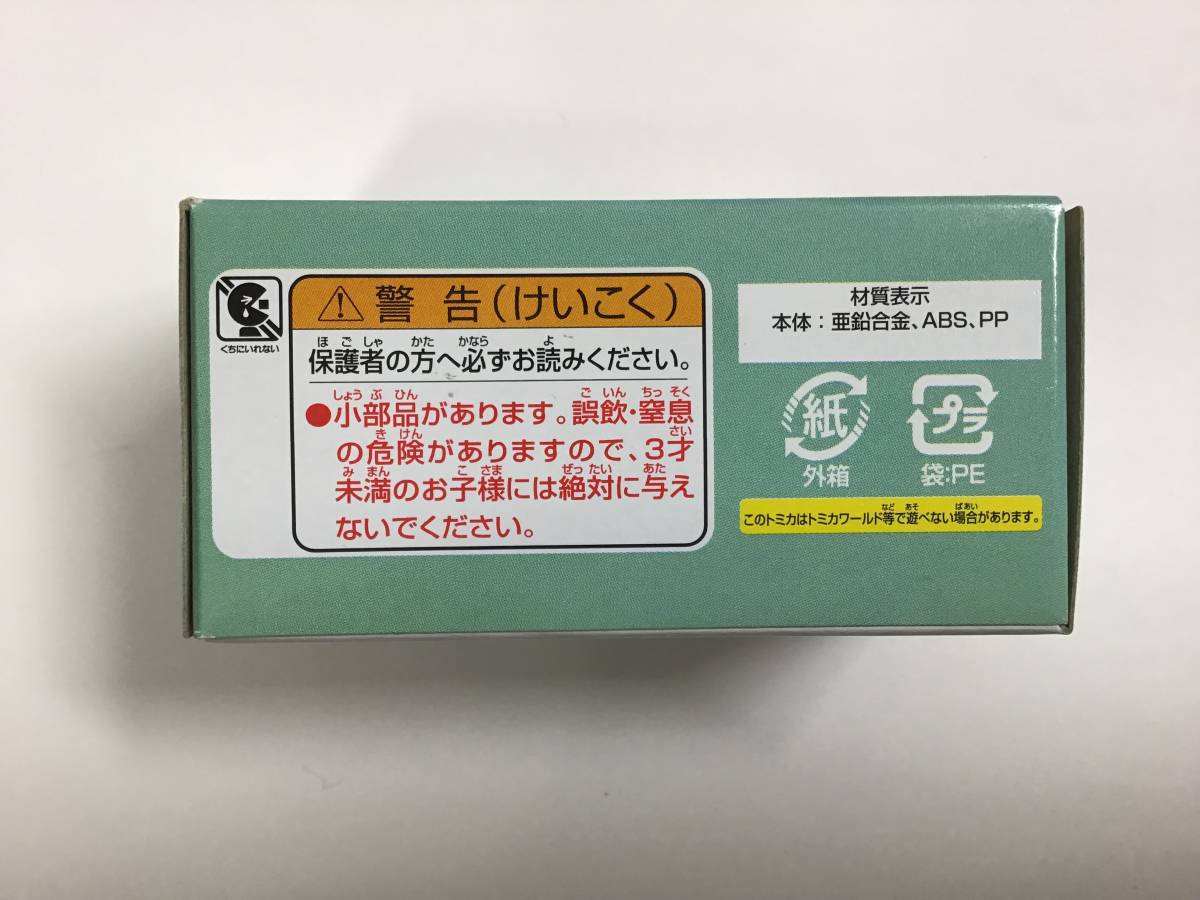 くちにいれない
警 告(けいこく)
ほ ご しゃ かた かなら よ
保護者の方へ必ずお読みください。
しょう ぶ ひん ご いん ちっ そく
●小部品があります。誤飲・窒息
き けん さい
の危険がありますので、3才
み まん こ さま ぜっ たい あた
未満のお子様には絶対に与え
ないでください。
材質表示
本体:亜鉛合金、ABS、PP
紙
外箱
プラ
袋:PE
など あそ ばあい
このトミカはトミカワールド等で遊べない場合があります。